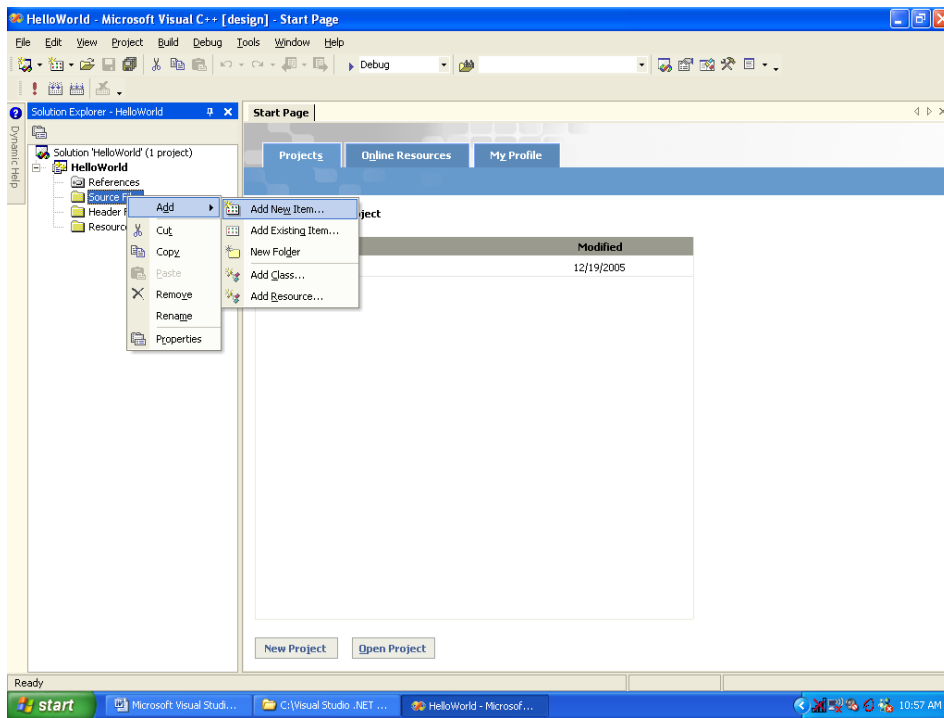 HelloWorld - Microsoft Visual C++ [design] - Start Page
File Edit View Project Build Debug Tools Window Help
Debug
Solution Explorer - HelloWorld
Start Page
Dynamic Help
Solution 'HelloWorld' (1 project)
HelloWorld
References
Source
Header
Resourc
Add
Cut
Copy
Paste
Remove
Rename
Properties
Add New Item...
Add Existing Item...
New Folder
Add Class...
Add Resource...
Projects Online Resources My Profile
ject
Modified
12/19/2005
New Project Open Project
Ready
start Microsoft Visual Studi... C:\Visual Studio .NET ... HelloWorld - Microsof... 10:57 AM